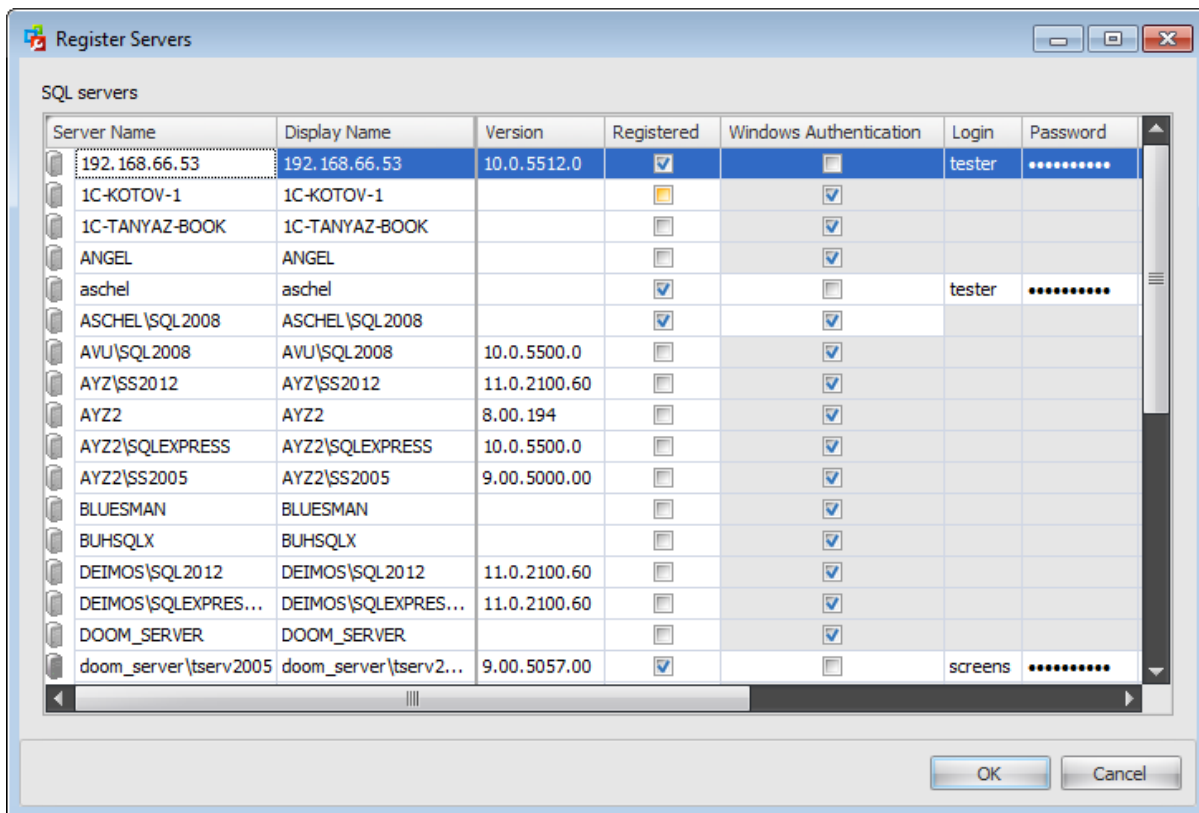 Register Servers
SQL servers
Server Name Display Name Version Registered Windows Authentication Login Password
192.168.66.53 192.168.66.53 10.0.5512.0 tester ••••••••••
1C-KOTOV-1 1C-KOTOV-1
1C-TANYAZ-BOOK 1C-TANYAZ-BOOK
ANGEL ANGEL
aschel aschel tester ••••••••••
ASCHEL\SQL2008 ASCHEL\SQL2008
AVU\SQL2008 AVU\SQL2008 10.0.5500.0
AYZ\SS2012 AYZ\SS2012 11.0.2100.60
AYZ2 AYZ2 8.00.194
AYZ2\SQLEXPRESS AYZ2\SQLEXPRESS 10.0.5500.0
AYZ2\SS2005 AYZ2\SS2005 9.00.5000.00
BLUESMAN BLUESMAN
BUHSQLX BUHSQLX
DEIMOS\SQL2012 DEIMOS\SQL2012 11.0.2100.60
DEIMOS\SQLEXPRES... DEIMOS\SQLEXPRES... 11.0.2100.60
DOOM_SERVER DOOM_SERVER
doom_server\tserv2005 doom_server\tserv2... 9.00.5057.00 screens ••••••••••
OK Cancel